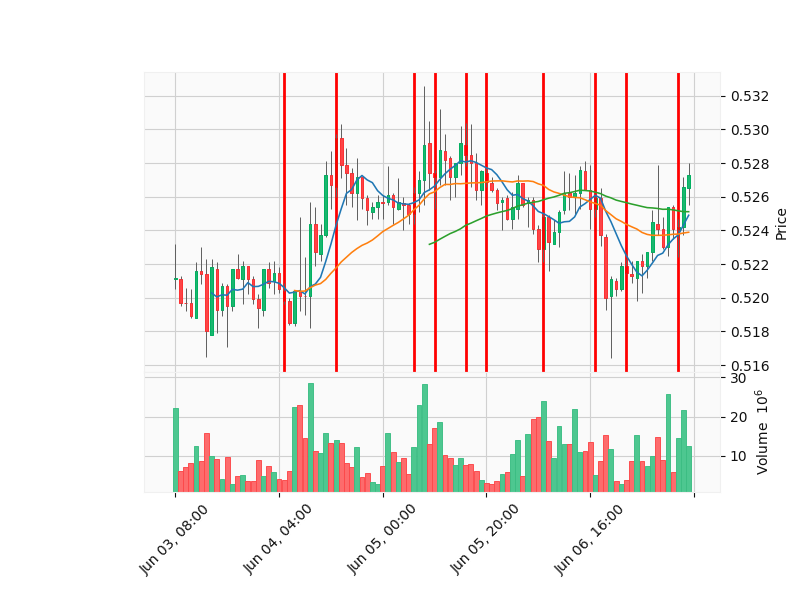 0.532
0.530
0.528
0.526
0.524
0.522
0.520
0.518
0.516
Price
30
20
10
Volume 10^6
Jun 03, 08:00
Jun 04, 04:00
Jun 05, 00:00
Jun 05, 20:00
Jun 06, 16:00